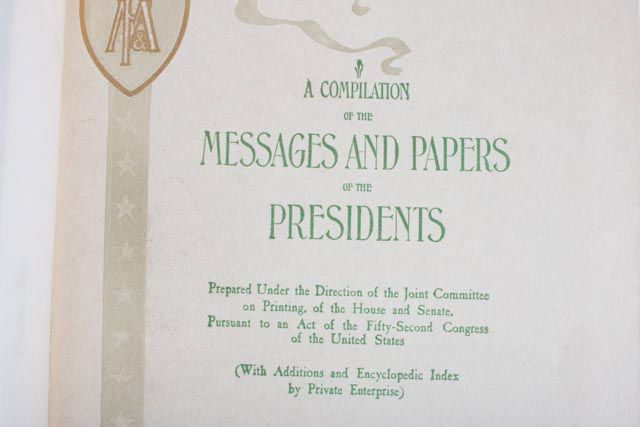 A COMPILATION
OF THE
MESSAGES AND PAPERS
OF THE
PRESIDENTS
Prepared Under the Direction of the Joint Committee
on Printing, of the House and Senate,
Pursuant to an Act of the Fifty-Second Congress
of the United States
(With Additions and Encyclopedic Index
by Private Enterprise)